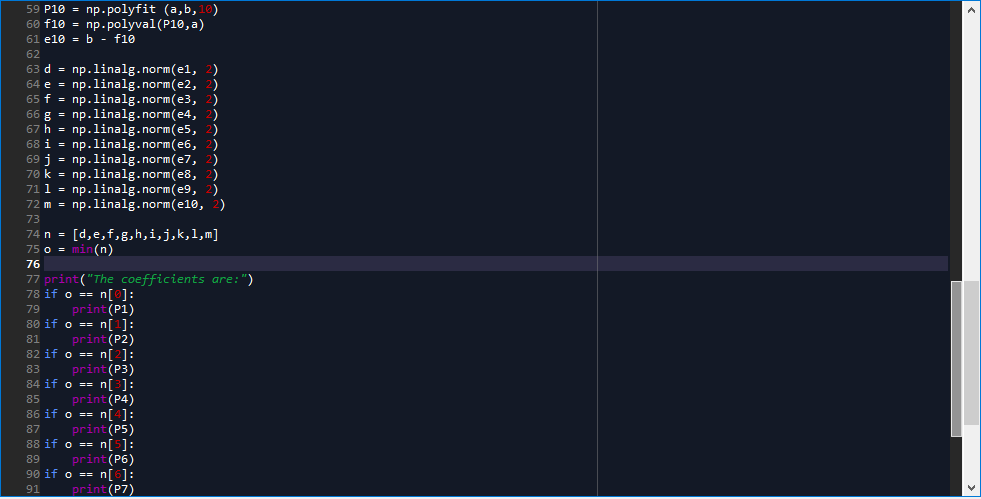 59 P10 = np.polyfit (a,b,10)
60 f10 = np.polyval(P10,a)
61 e10 = b - f10
62
63 d = np.linalg.norm(e1, 2)
64 e = np.linalg.norm(e2, 2)
65 f = np.linalg.norm(e3, 2)
66 g = np.linalg.norm(e4, 2)
67 h = np.linalg.norm(e5, 2)
68 i = np.linalg.norm(e6, 2)
69 j = np.linalg.norm(e7, 2)
70 k = np.linalg.norm(e8, 2)
71 l = np.linalg.norm(e9, 2)
72 m = np.linalg.norm(e10, 2)
73
74 n = [d,e,f,g,h,i,j,k,l,m]
75 o = min(n)
76
77 print("The coefficients are:")
78 if o == n[0]:
79     print(P1)
80 if o == n[1]:
81     print(P2)
82 if o == n[2]:
83     print(P3)
84 if o == n[3]:
85     print(P4)
86 if o == n[4]:
87     print(P5)
88 if o == n[5]:
89     print(P6)
90 if o == n[6]:
91     print(P7)